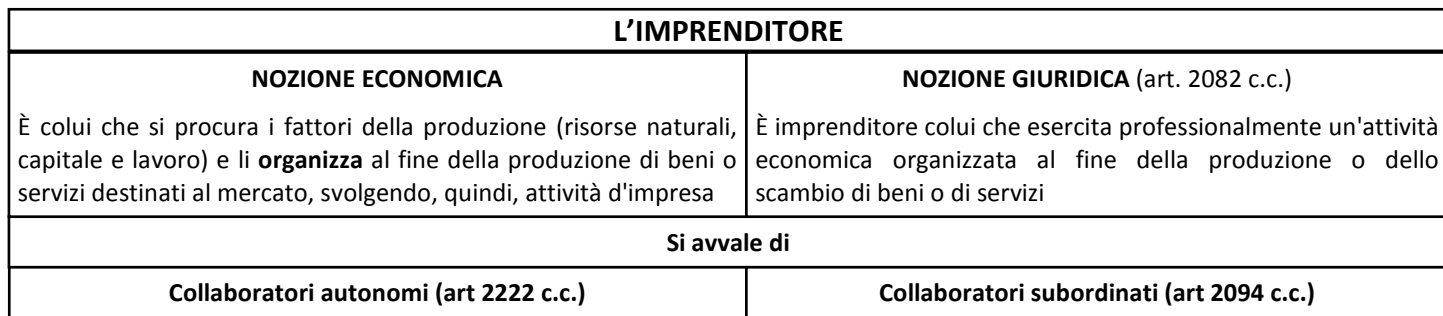 L'IMPRENDITORE
NOZIONE ECONOMICA
È colui che si procura i fattori della produzione (risorse naturali,
capitale e lavoro) e li organizza al fine della produzione di beni o
servizi destinati al mercato, svolgendo, quindi, attività d'impresa
NOZIONE GIURIDICA (art. 2082 c.c.)
È imprenditore colui che esercita professionalmente un'attività
economica organizzata al fine della produzione o dello
scambio di beni o di servizi
Si avvale di
Collaboratori autonomi (art 2222 c.c.)
Collaboratori subordinati (art 2094 c.c.)